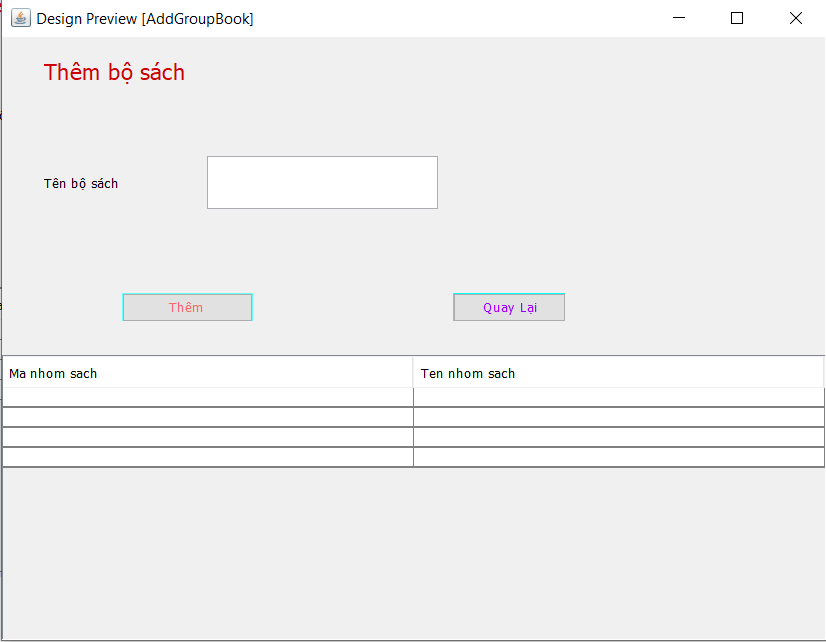 Design Preview [AddGroupBook]
Thêm bộ sách
Tên bộ sách
Thêm Quay Lại
Ma nhom sach Ten nhom sach